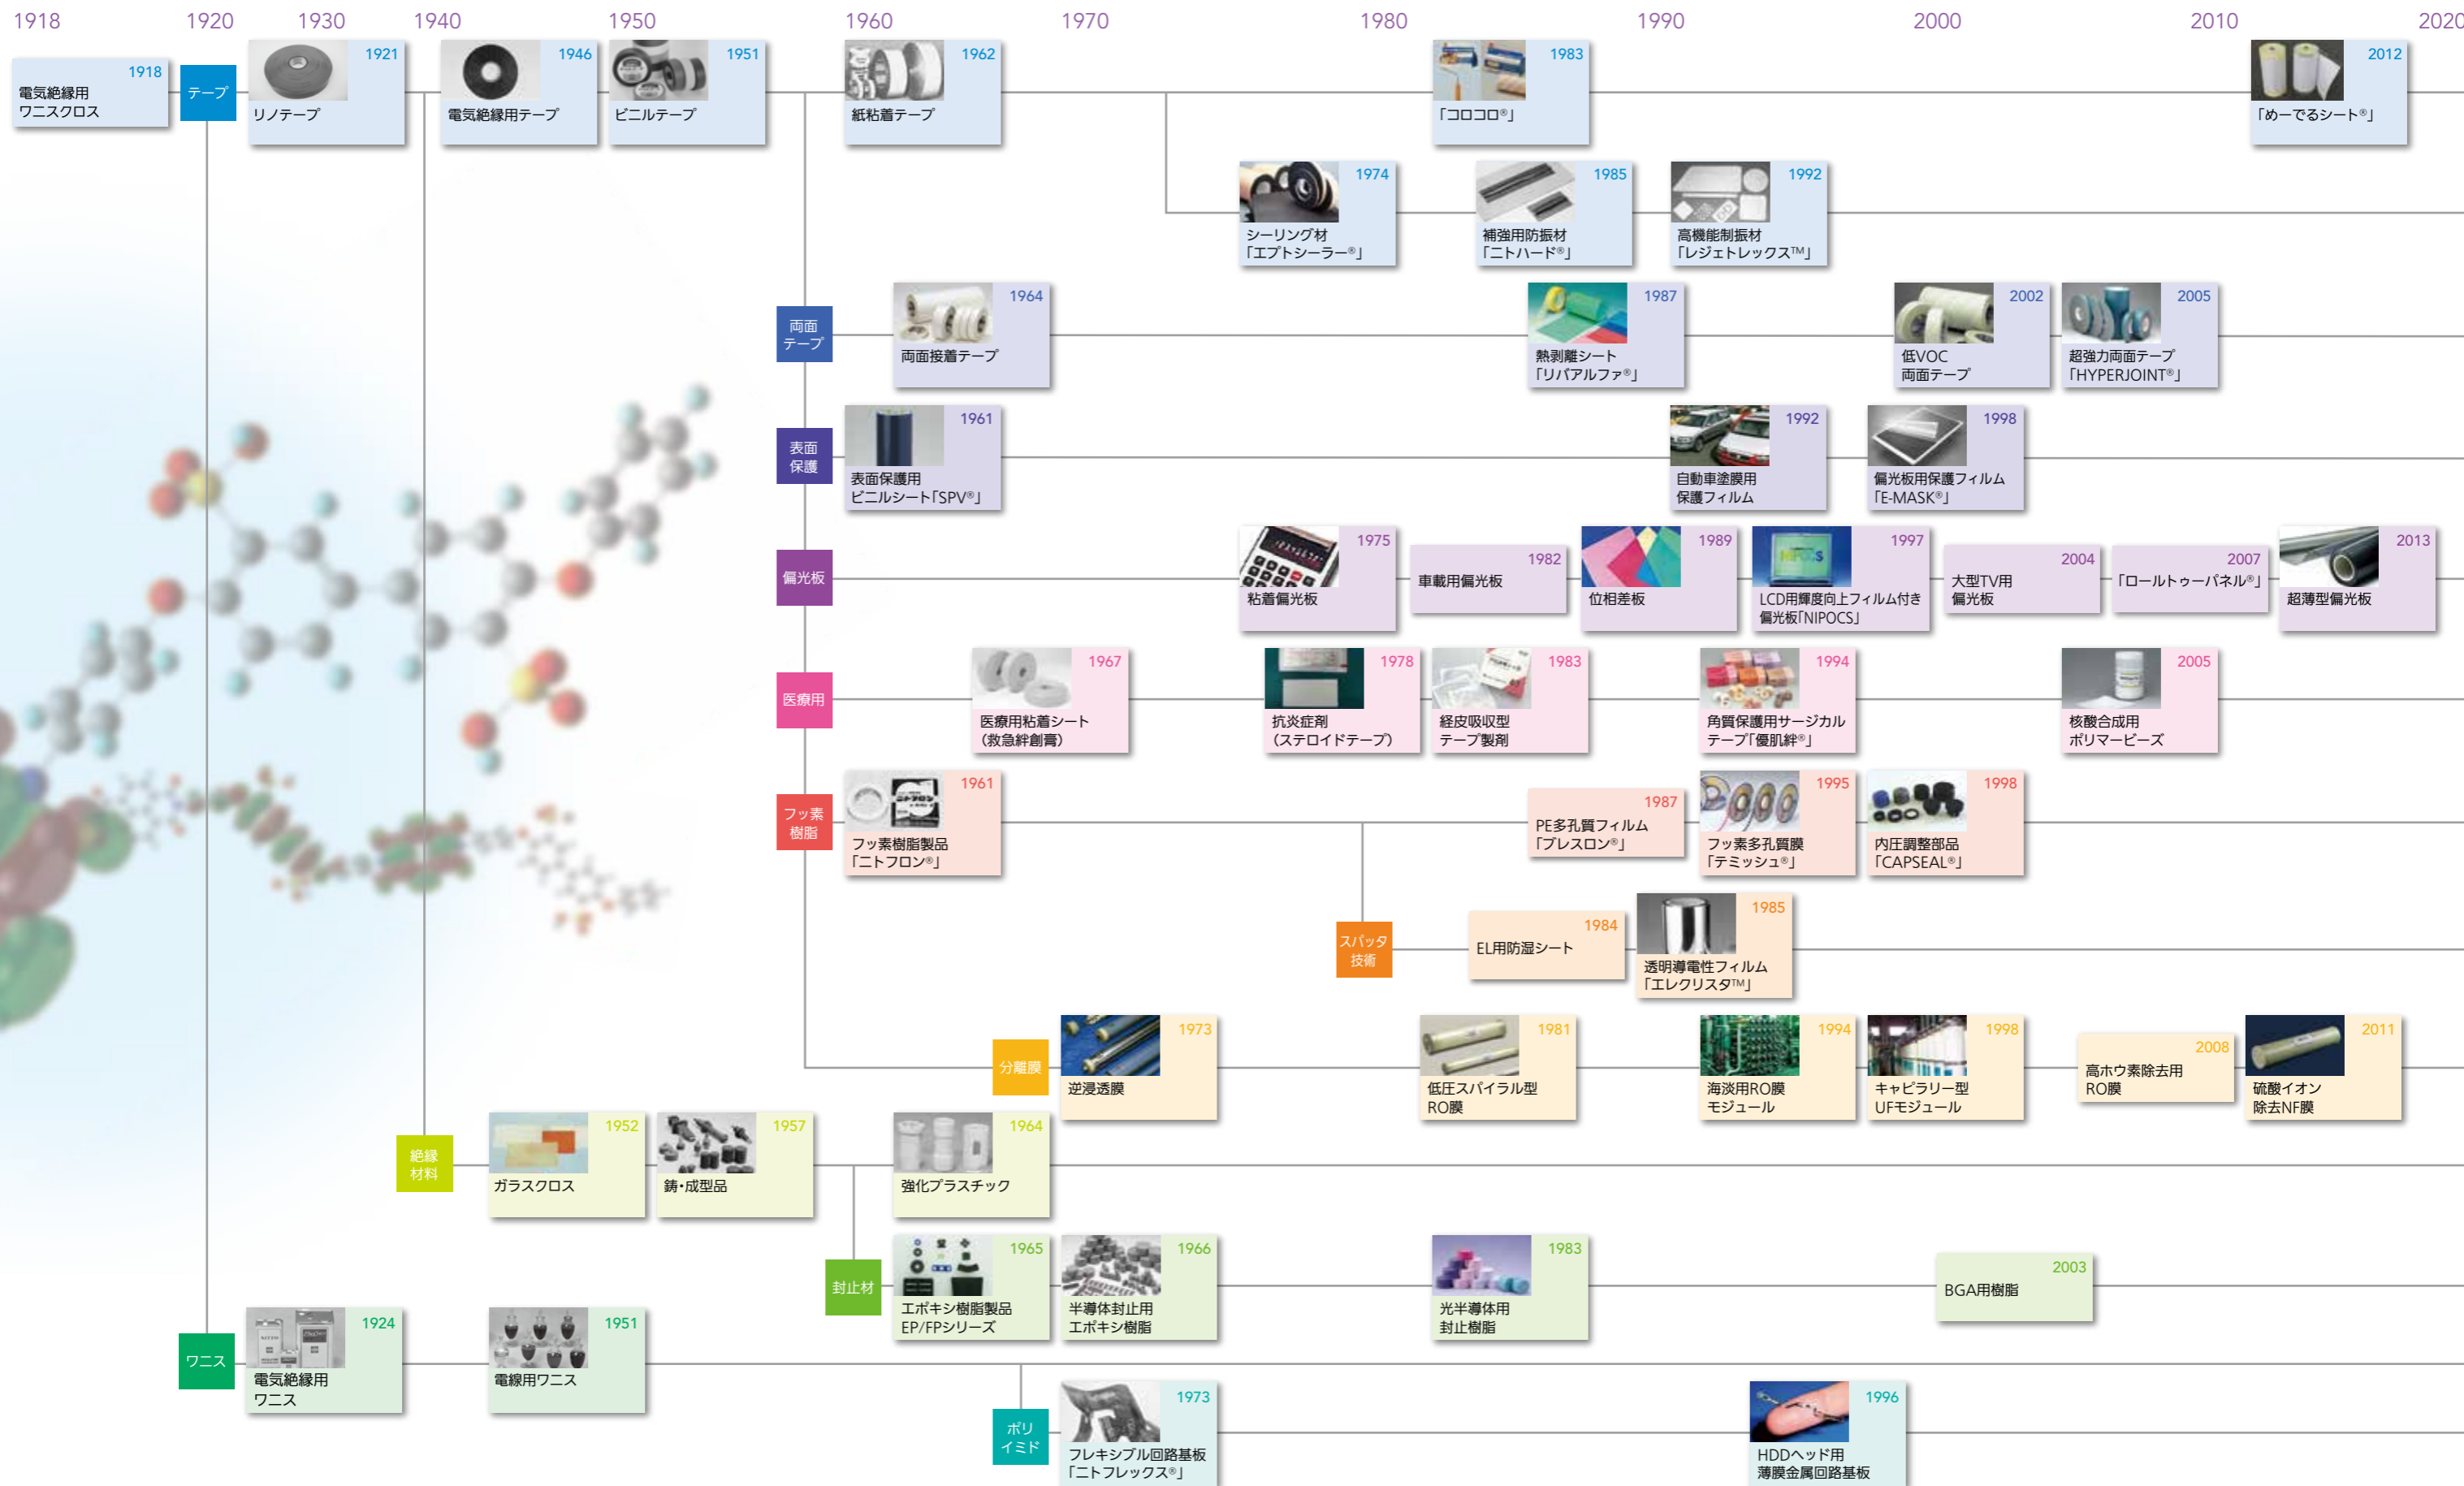 1918 1920 1930 1940 1950 1960 1970 1980 1990 2000 2010 2020
1918
電気絶縁用
ワニスクロス
テープ
1921
リノテープ
1946
電気絶縁用テープ
1951
ビニルテープ
1962
紙粘着テープ
1983
「コロコロ®」
2012
「めーでるシート®」
1974
シーリング材
「エプトシーラー®」
1985
補強用防振材
「ニトハード®」
1992
高機能制振材
「レジェトレックス™」
両面
テープ
1964
両面接着テープ
1987
熱剥離シート
「リバアルファ®」
2002
低VOC
両面テープ
2005
超強力両面テープ
「HYPERJOINT®」
表面
保護
1961
表面保護用
ビニルシート「SPV®」
1992
自動車塗膜用
保護フィルム
1998
偏光板用保護フィルム
「E-MASK®」
偏光板
1975
粘着偏光板
1982
車載用偏光板
1989
位相差板
1997
NIPOCS
LCD用輝度向上フィルム付き
偏光板「NIPOCS」
2004
大型TV用
偏光板
2007
「ロールトゥーパネル®」
2013
超薄型偏光板
医療用
1967
医療用粘着シート
（救急絆創膏）
1978
抗炎症剤
（ステロイドテープ）
1983
経皮吸収型
テープ製剤
1994
角質保護用サージカル
テープ「優肌絆®」
2005
核酸合成用
ポリマービーズ
フッ素
樹脂
1961
ニトフロン
フッ素樹脂製品
「ニトフロン®」
1987
PE多孔質フィルム
「ブレスロン®」
1995
フッ素多孔質膜
「テミッシュ®」
1998
内圧調整部品
「CAPSEAL®」
スパッタ
技術
1984
EL用防湿シート
1985
透明導電性フィルム
「エレクリスタ™」
分離膜
1973
逆浸透膜
1981
低圧スパイラル型
RO膜
1994
海淡用RO膜
モジュール
1998
キャピラリー型
UFモジュール
2008
高ホウ素除去用
RO膜
2011
硫酸イオン
除去NF膜
絶縁
材料
1952
ガラスクロス
1957
鋳・成型品
1964
強化プラスチック
封止材
1965
エポキシ樹脂製品
EP/FPシリーズ
1966
半導体封止用
エポキシ樹脂
1983
光半導体用
封止樹脂
2003
BGA用樹脂
ワニス
1924
電気絶縁用
ワニス
1951
電線用ワニス
ポリ
イミド
1973
フレキシブル回路基板
「ニトフレックス®」
1996
HDDヘッド用
薄膜金属回路基板